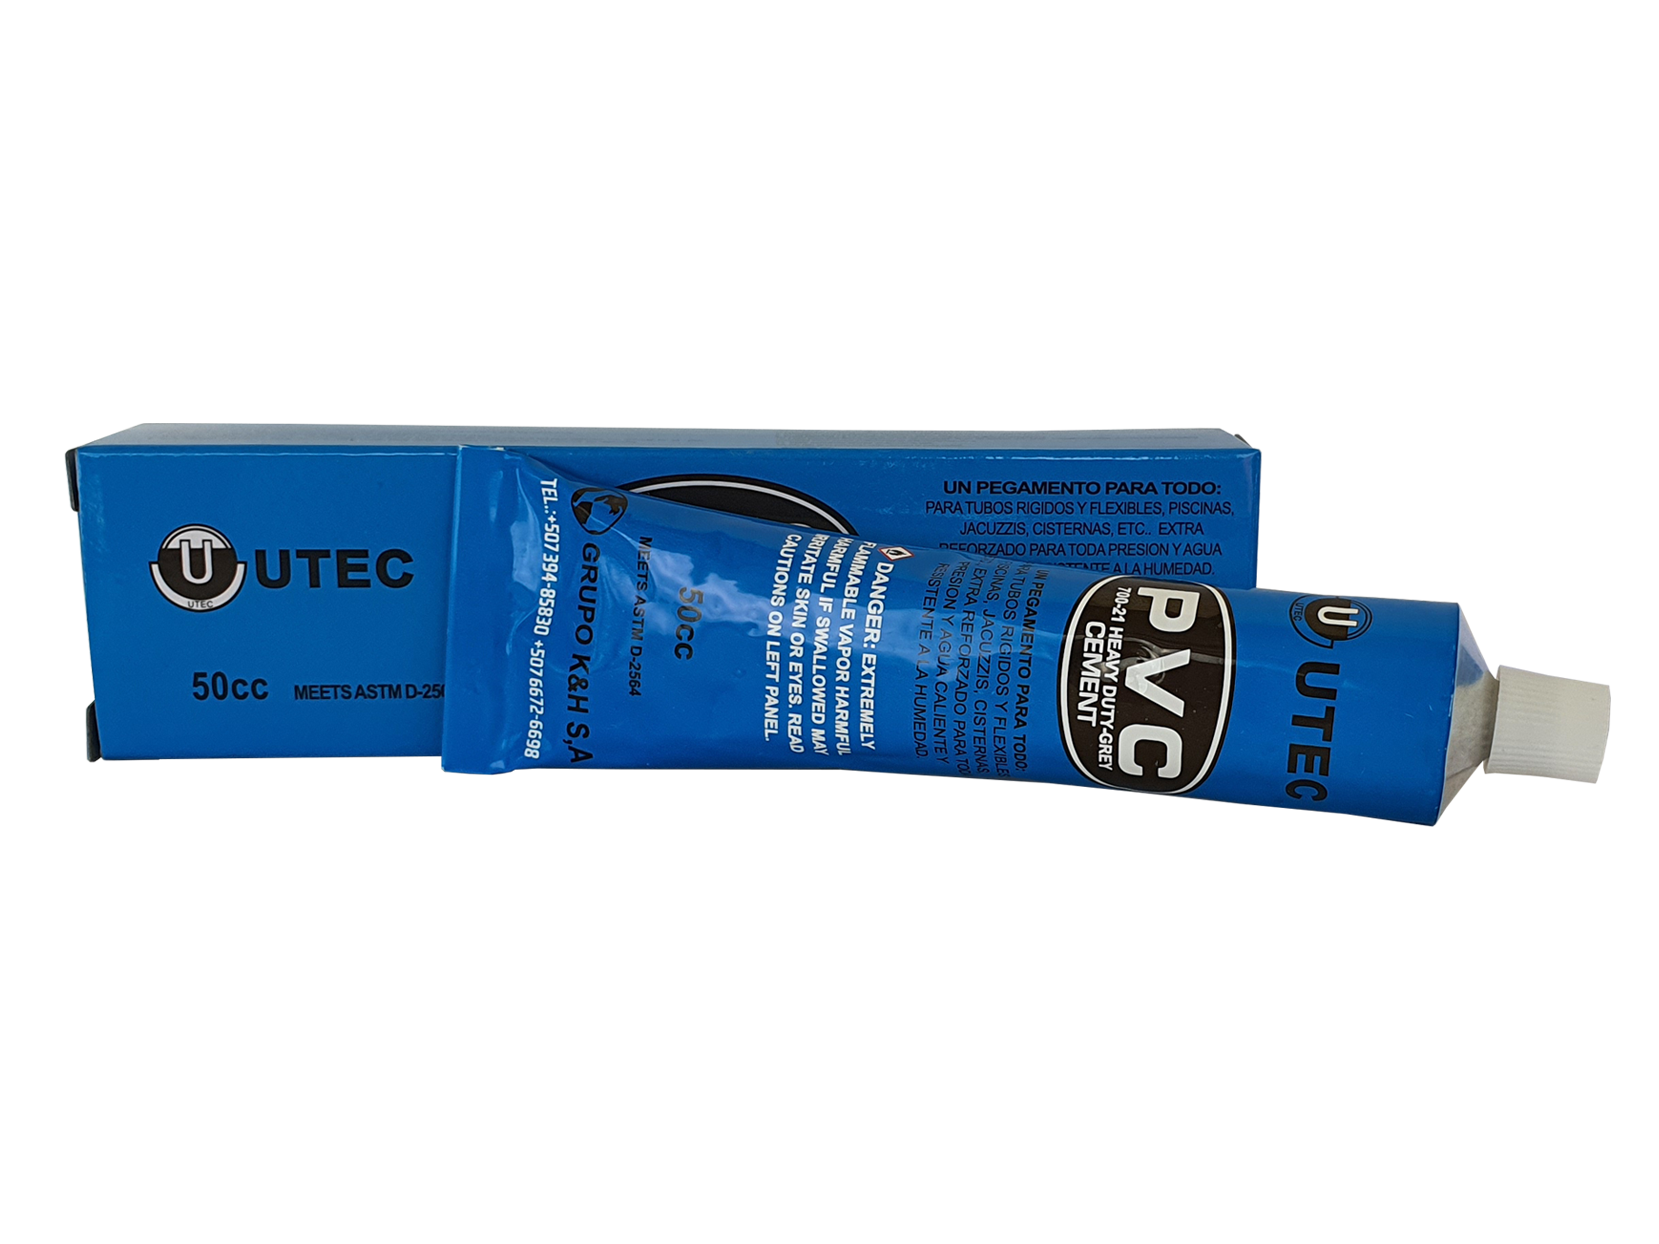 U
UTEC
UTEC
50cc
MEETS ASTM D-256
UN PEGAMENTO PARA TODO:
PARA TUBOS RIGIDOS Y FLEXIBLES, PISCINAS,
JACUZZIS, CISTERNAS, ETC.. EXTRA
REFORZADO PARA TODA PRESION Y AGUA
A LA HUMEDAD.
U
UTEC
UTEC
PVC
700-21 HEAVY DUTY-GREY
CEMENT
UN PEGAMENTO PARA TODO:
TUBOS RIGIDOS Y FLEXIBLES
JACUZZIS, CISTERNAS
EXTRA REFORZADO PARA
PRESION Y AGUA CALIENTE Y
RESISTENTE A LA HUMEDAD.
DANGER: EXTREMELY
FLAMMABLE VAPOR HARMFUL
HARMFUL IF SWALLOWED MAY
IRRITATE SKIN OR EYES. READ
CAUTIONS ON LEFT PANEL.
50cc
MEETS ASTM D-2564
GRUPO K&H S,A
TEL.:+507 394-85830 +507 6672-6698